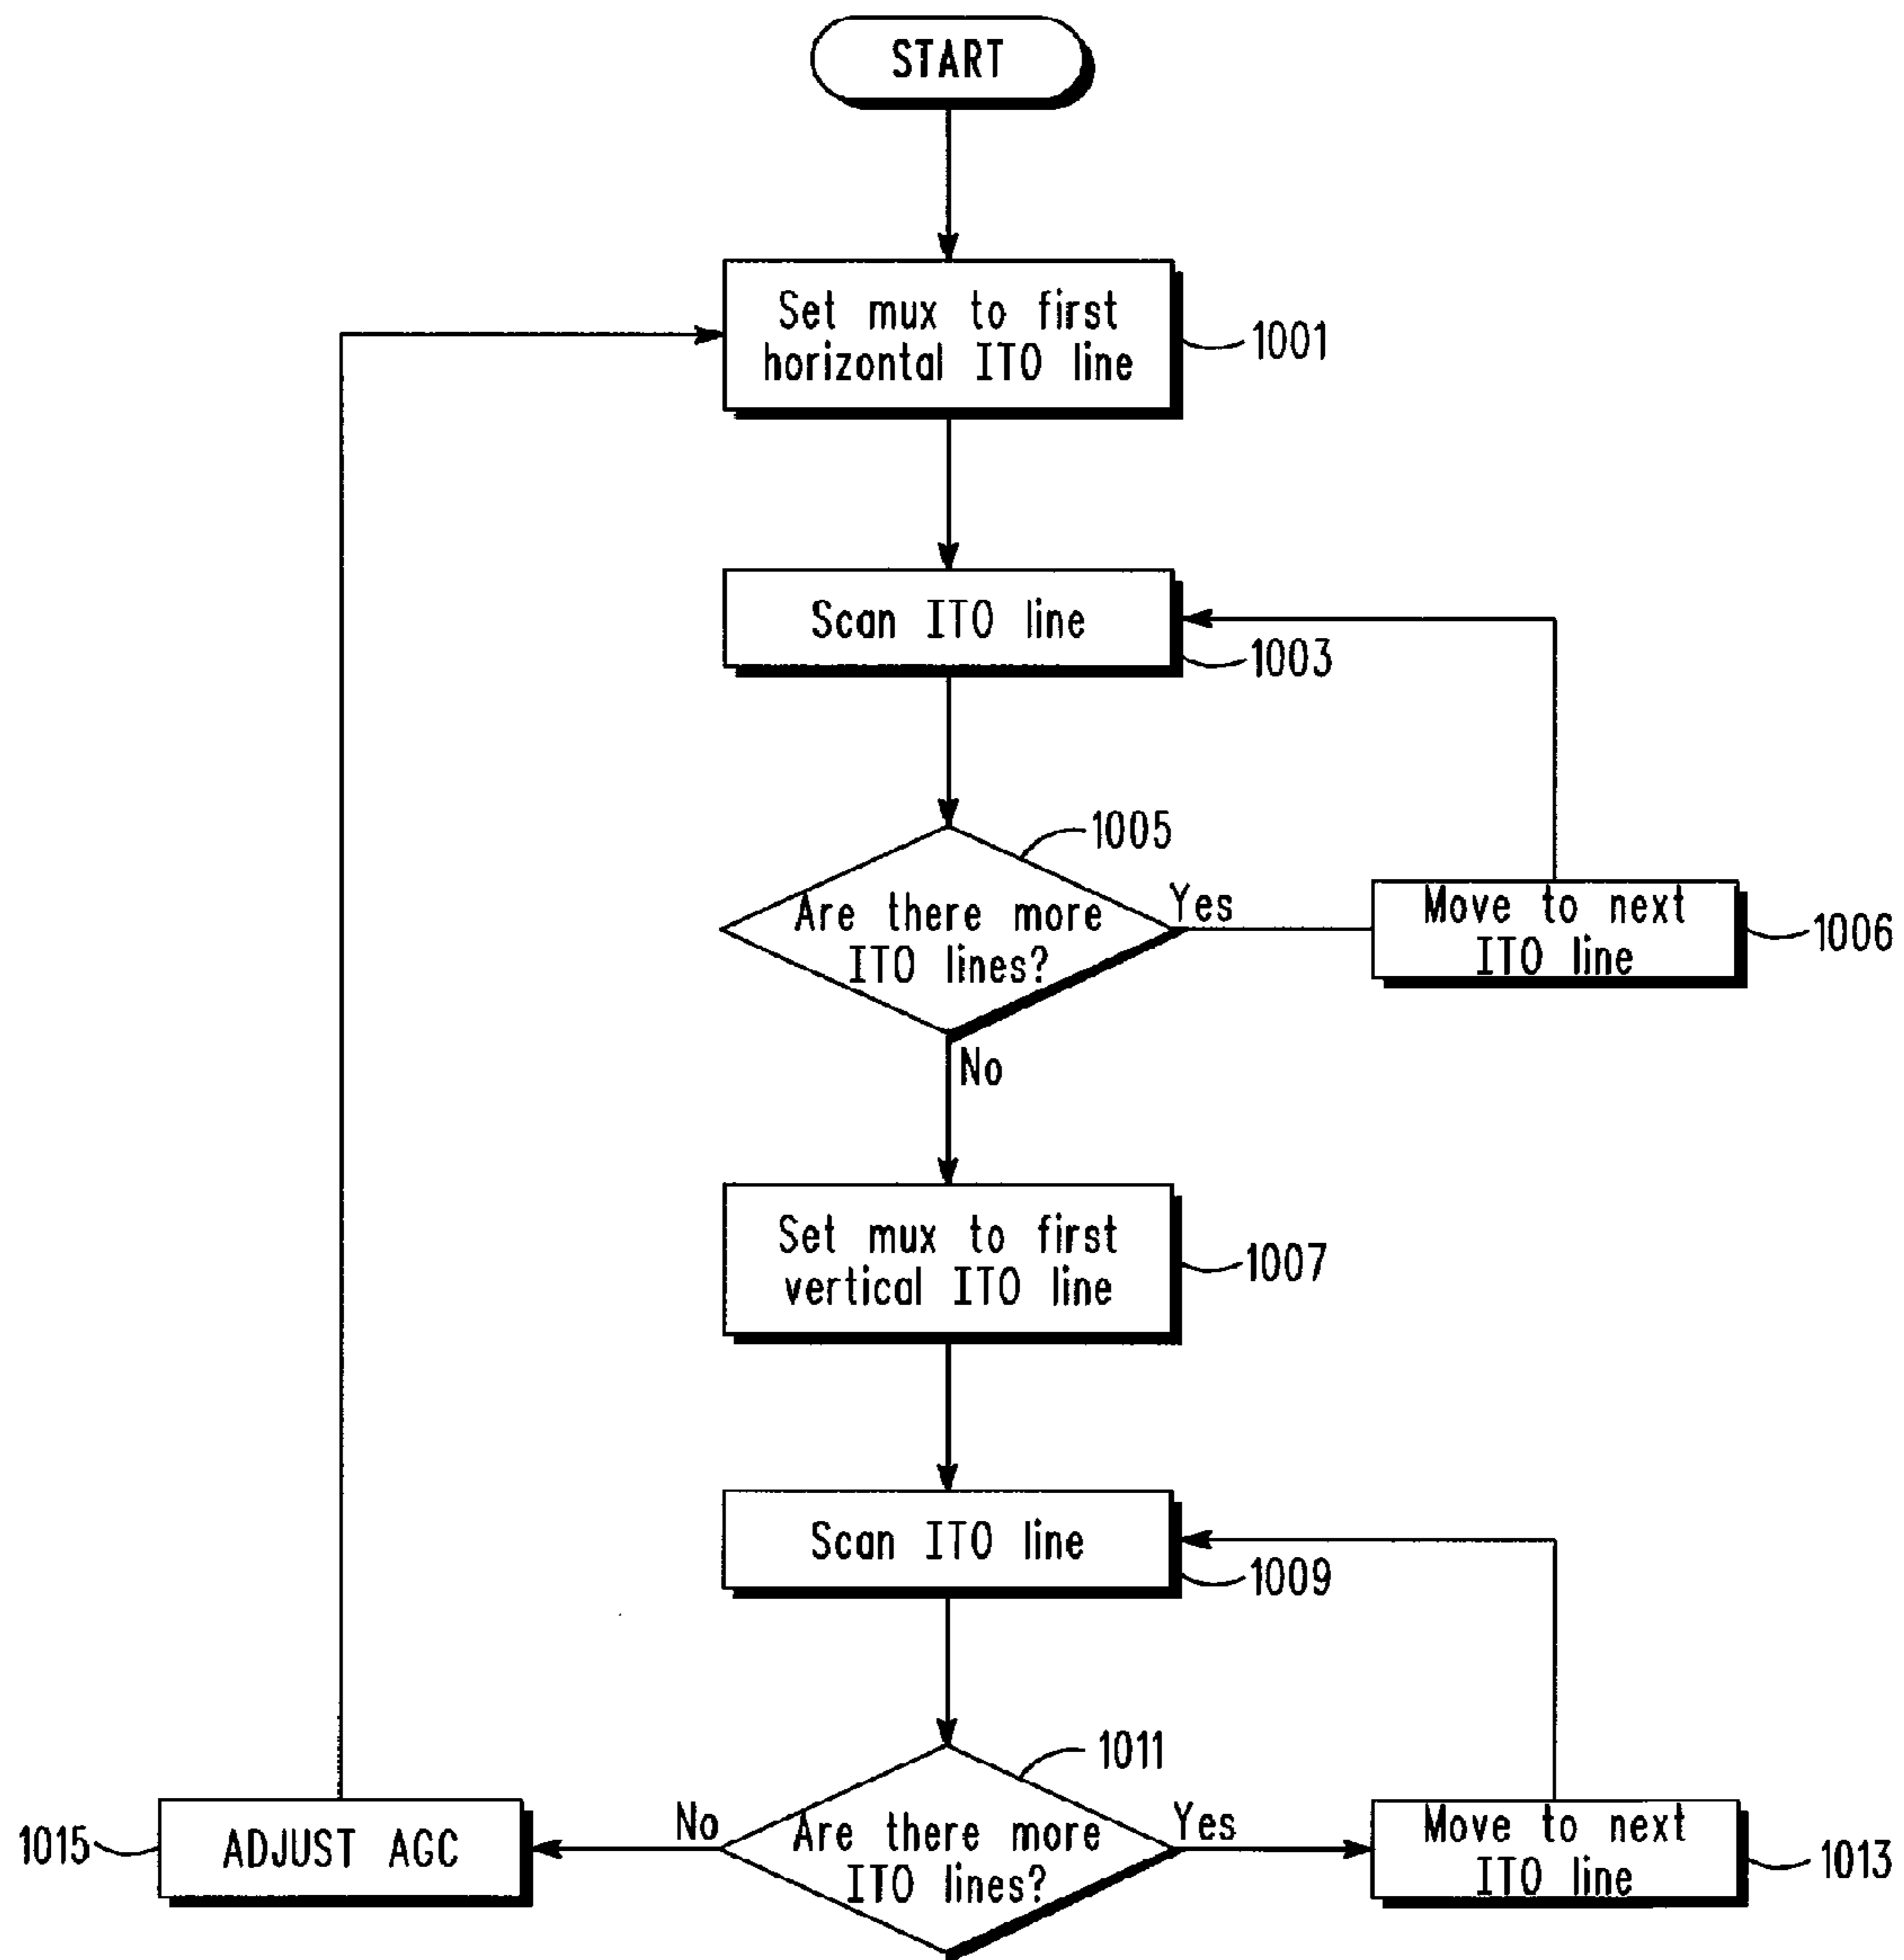 START
Set mux to first
horizontal ITO line
1001
Scan ITO line
1003
1005
Are there more
ITO lines?
Yes
Move to next
ITO line
1006
No
Set mux to first
vertical ITO line
1007
Scan ITO line
1009
1011
Are there more
ITO lines?
Yes
Move to next
ITO line
1013
No
ADJUST AGC
1015